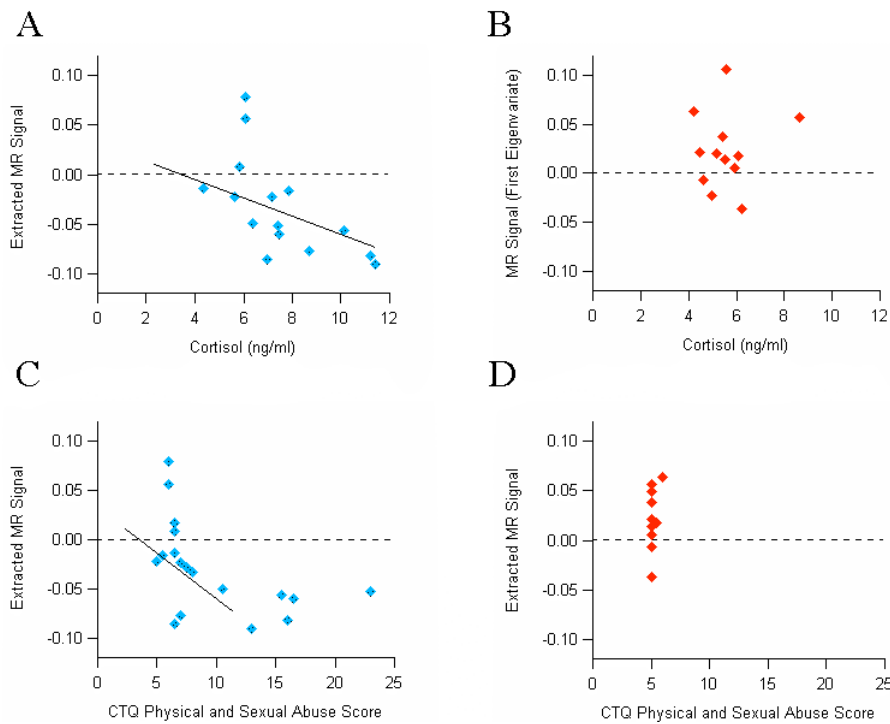 A
Extracted MR Signal
0.10
0.05
0.00
-0.05
-0.10
0 2 4 6 8 10 12
Cortisol (ng/ml)
B
MR Signal (First Eigenvariate)
0.10
0.05
0.00
-0.05
-0.10
0 2 4 6 8 10 12
Cortisol (ng/ml)
C
Extracted MR Signal
0.10
0.05
0.00
-0.05
-0.10
0 5 10 15 20 25
CTQ Physical and Sexual Abuse Score
D
Extracted MR Signal
0.10
0.05
0.00
-0.05
-0.10
0 5 10 15 20 25
CTQ Physical and Sexual Abuse Score